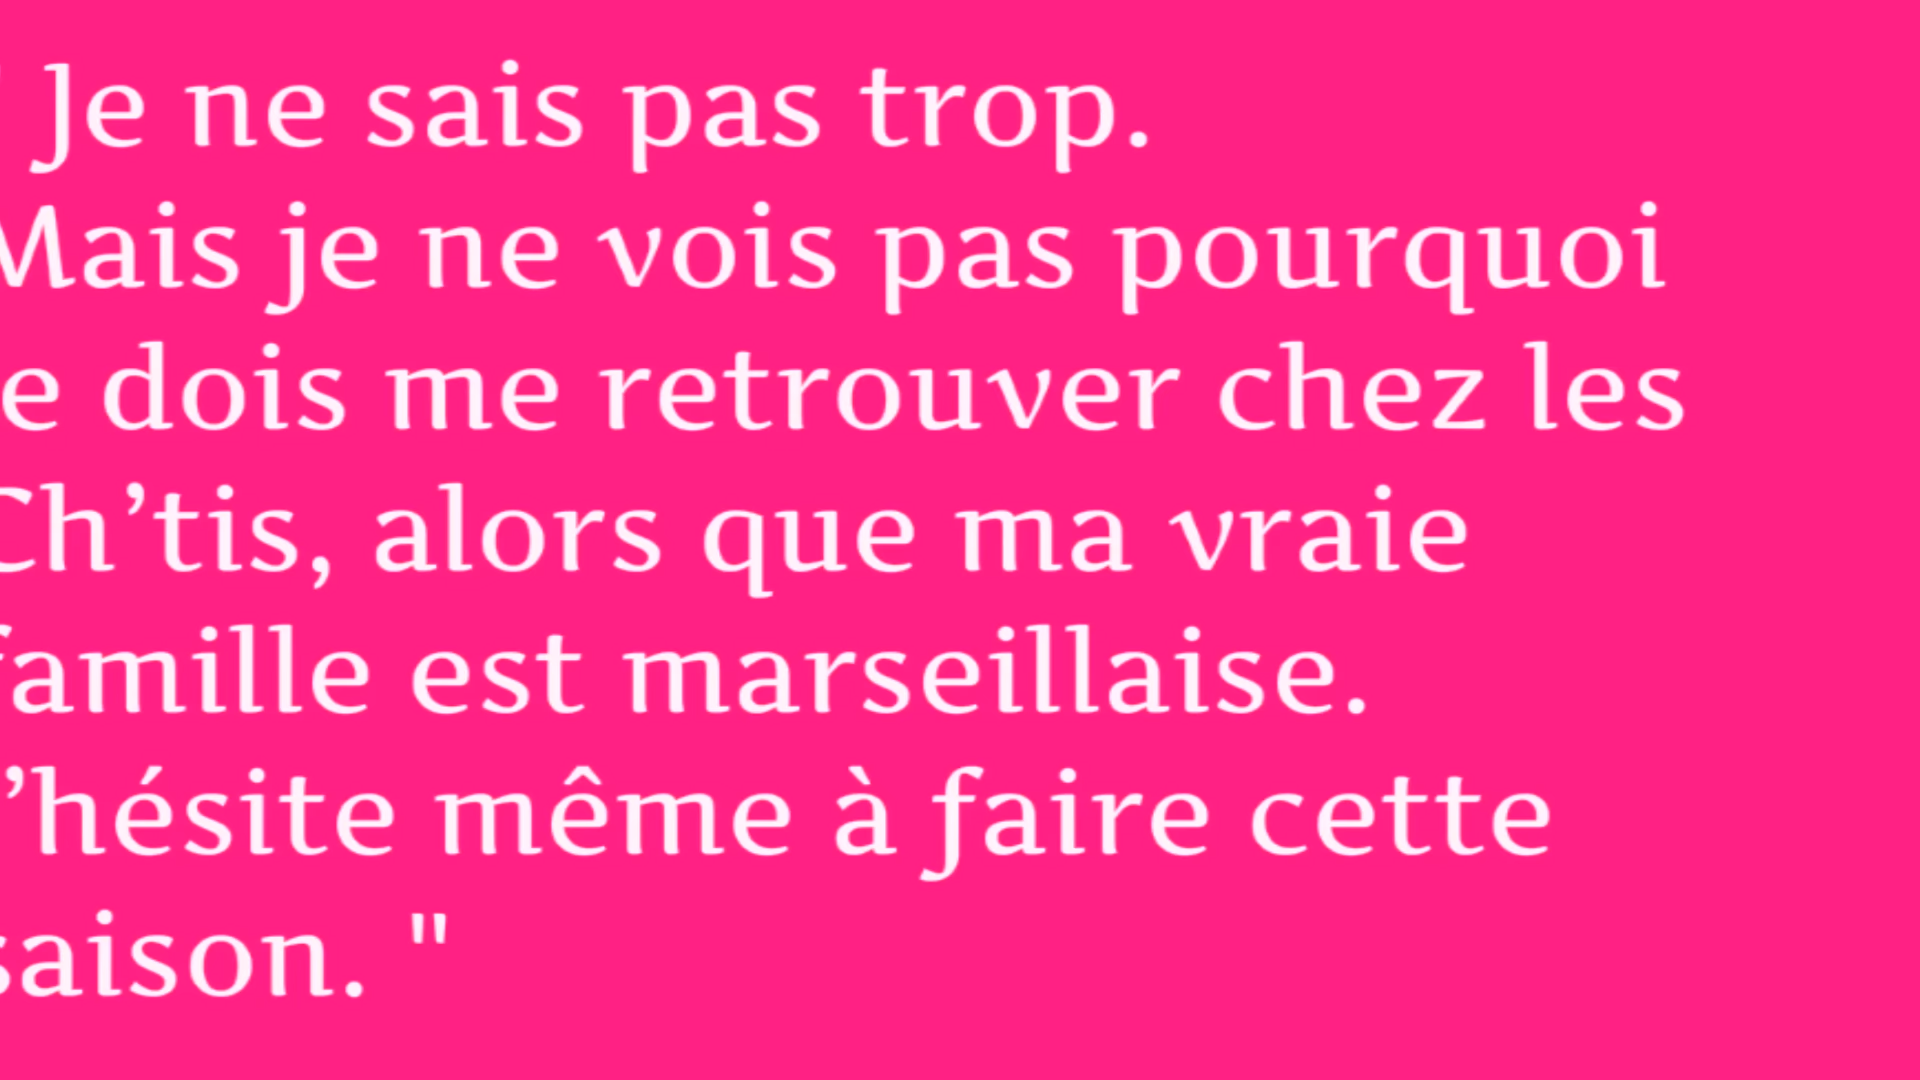 " Je ne sais pas trop.
Mais je ne vois pas pourquoi
je dois me retrouver chez les
Ch’tis, alors que ma vraie
famille est marseillaise.
J’hésite même à faire cette
saison. "